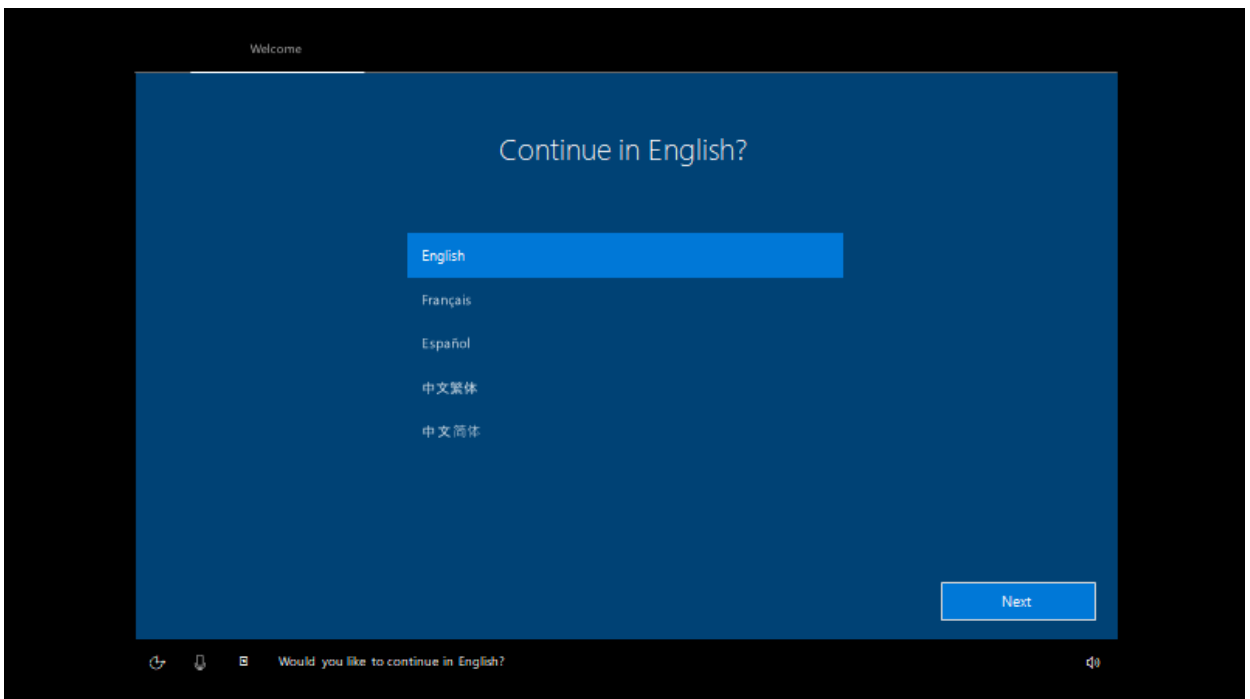 Welcome
Continue in English?
English
Français
Español
中文繁体
中文简体
Next
Would you like to continue in English?